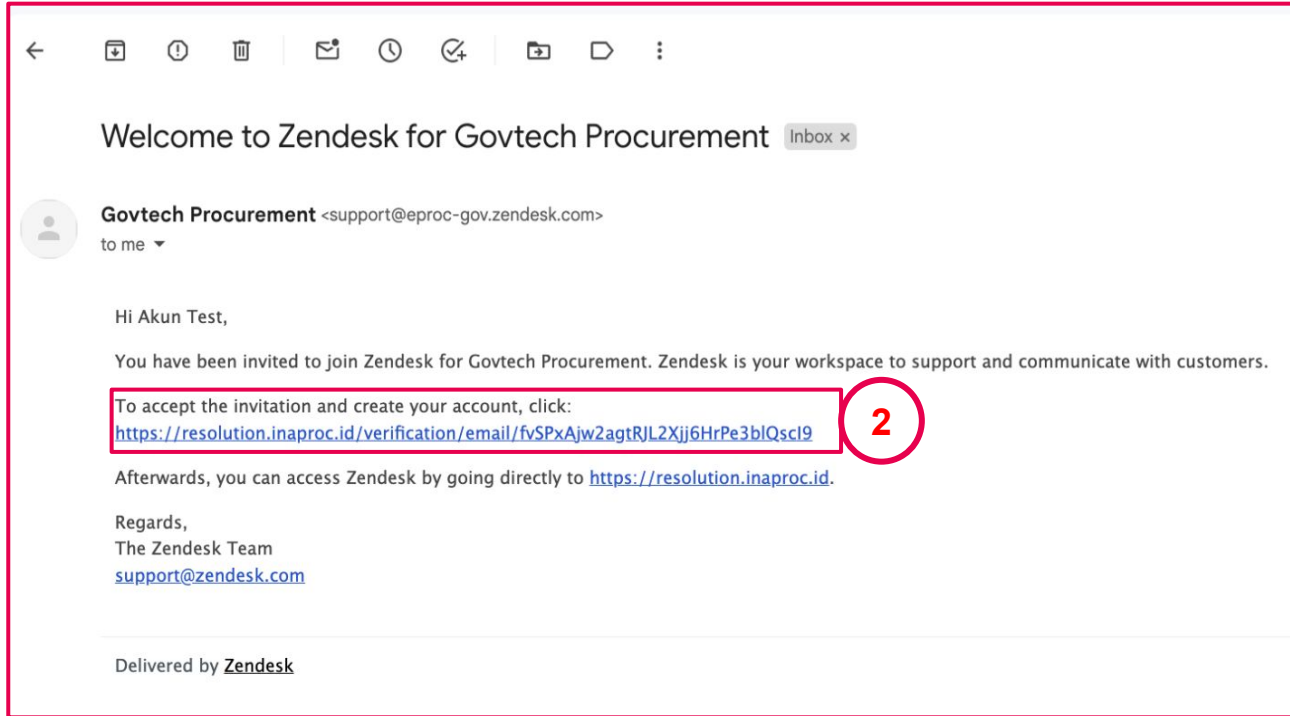 Welcome to Zendesk for Govtech Procurement Inbox ×
Govtech Procurement <support@eproc-gov.zendesk.com>
to me
Hi Akun Test,
You have been invited to join Zendesk for Govtech Procurement. Zendesk is your workspace to support and communicate with customers.
To accept the invitation and create your account, click:
https://resolution.inaproc.id/verification/email/fvSPxAjw2agtRJL2Xjj6HrPe3blQscI9
2
Afterwards, you can access Zendesk by going directly to https://resolution.inaproc.id.
Regards,
The Zendesk Team
support@zendesk.com
Delivered by Zendesk